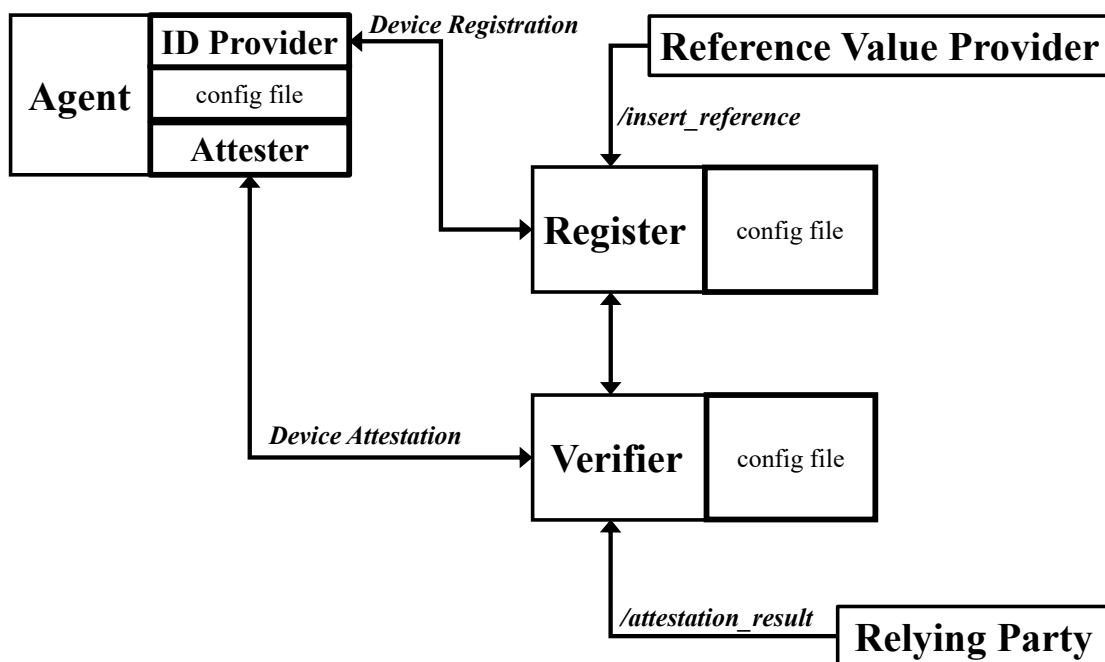 ID Provider
Device Registration
Reference Value Provider
Agent
config file
/insert_reference
Attester
Register
config file
Device Attestation
Verifier
config file
/attestation_result
Relying Party